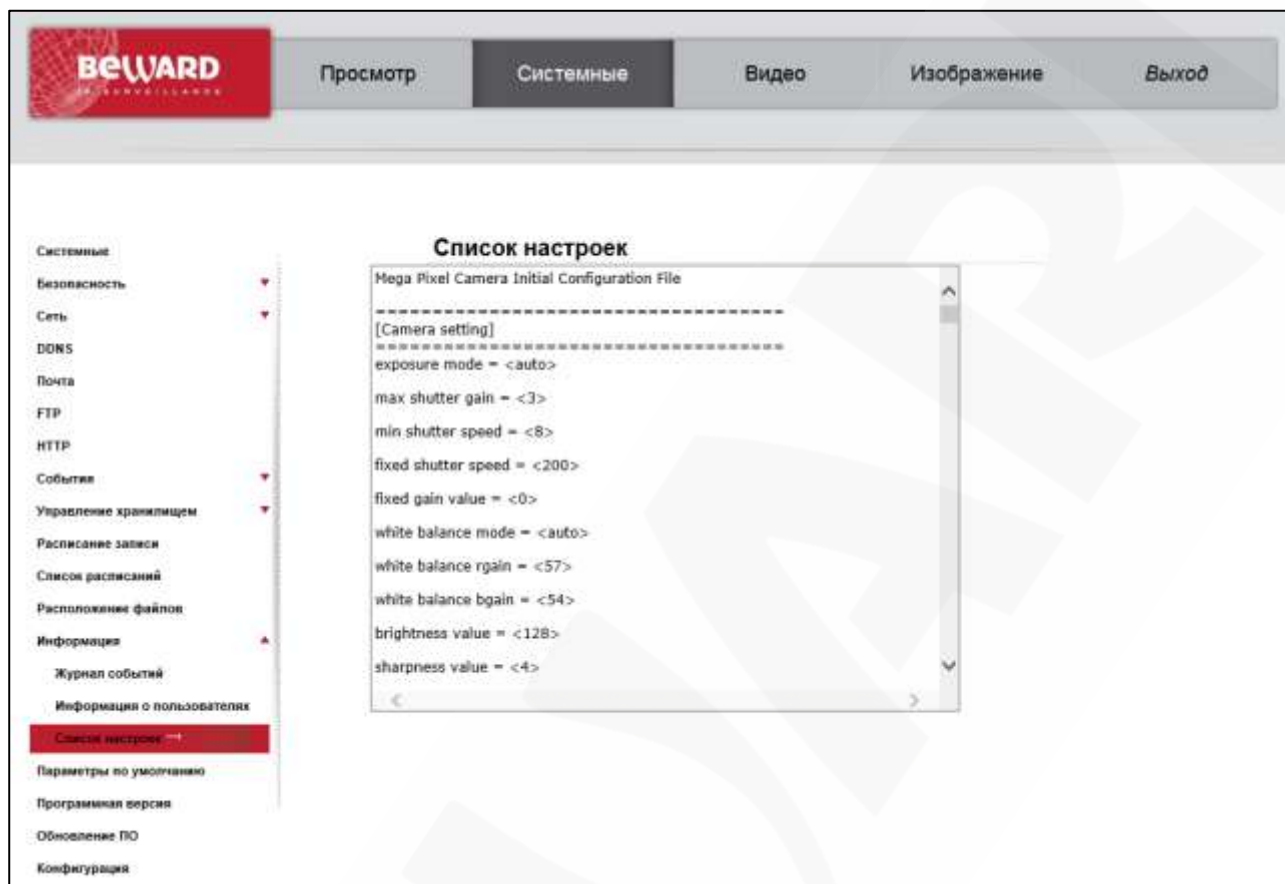 BEWARD
IP SURVEILLANCE
Просмотр
Системные
Видео
Изображение
Выход
Системные
Безопасность
Сеть
DDNS
Почта
FTP
HTTP
События
Управление хранилищем
Расписание записи
Список расписаний
Расположение файлов
Информация
Журнал событий
Информация о пользователях
Список настроек
Параметры по умолчанию
Программная версия
Обновление ПО
Конфигурация
Список настроек
Mega Pixel Camera Initial Configuration File
=====================================
[Camera setting]
=====================================
exposure mode = <auto>
max shutter gain = <3>
min shutter speed = <8>
fixed shutter speed = <200>
fixed gain value = <0>
white balance mode = <auto>
white balance rgain = <57>
white balance bgain = <54>
brightness value = <128>
sharpness value = <4>